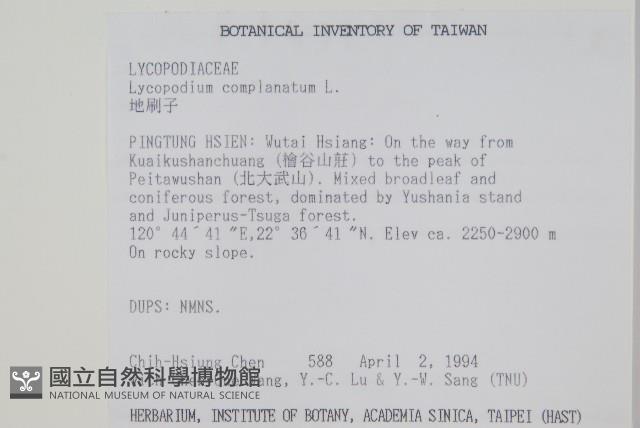 BOTANICAL INVENTORY OF TAIWAN
LYCOPODIACEAE
Lycopodium complanatum L.
地刷子
PINGTUNG HSIEN: Wutai Hsiang: On the way from
Kuaikushanchuang (檜谷山莊) to the peak of
Peitawushan (北大武山). Mixed broadleaf and
coniferous forest, dominated by Yushania stand
and Juniperus-Tsuga forest.
120° 44´41 ″E,22° 36´41 ″N. Elev ca. 2250-2900 m
On rocky slope.
DUPS: NMNS.
Chih-Hsiung Chen 588 April 2, 1994
Y.-C. Lu & Y.-W. Sang (TNU)
國立自然科學博物館
NATIONAL MUSEUM OF NATURAL SCIENCE
HERBARIUM, INSTITUTE OF BOTANY, ACADEMIA SINICA, TAIPEI (HAST)